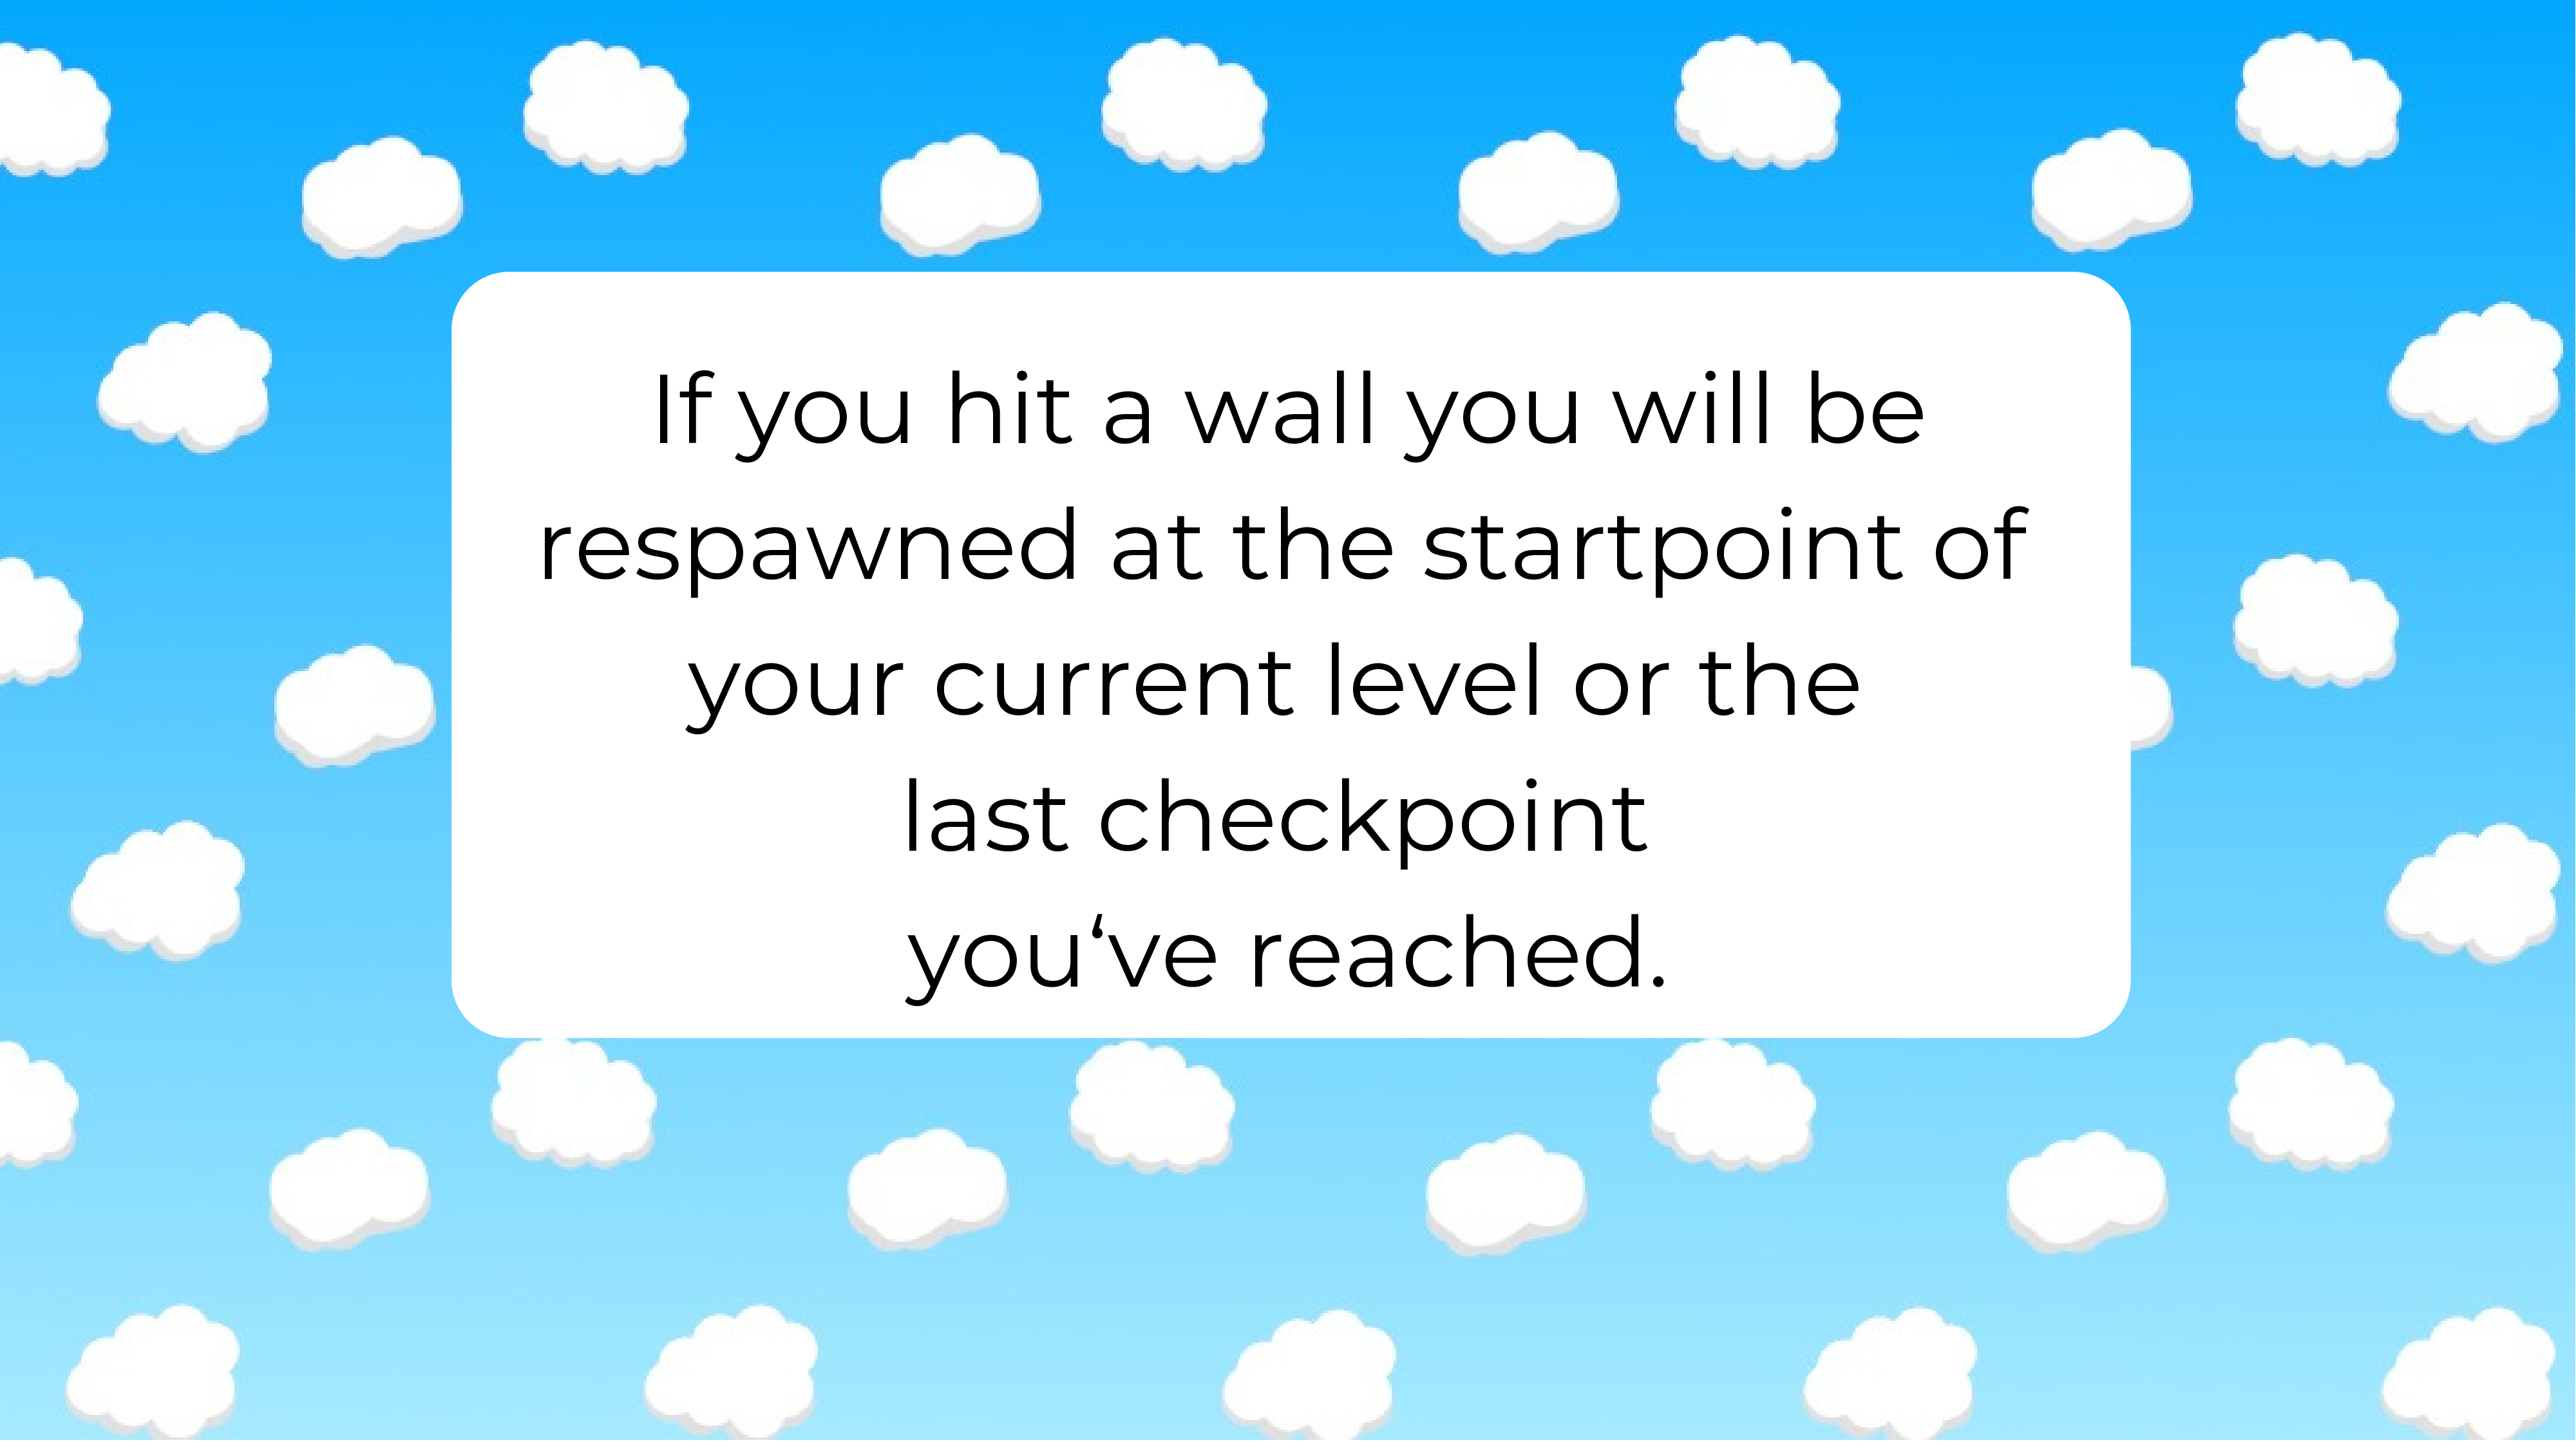 If you hit a wall you will be
respawned at the startpoint of
your current level or the
last checkpoint
you‘ve reached.